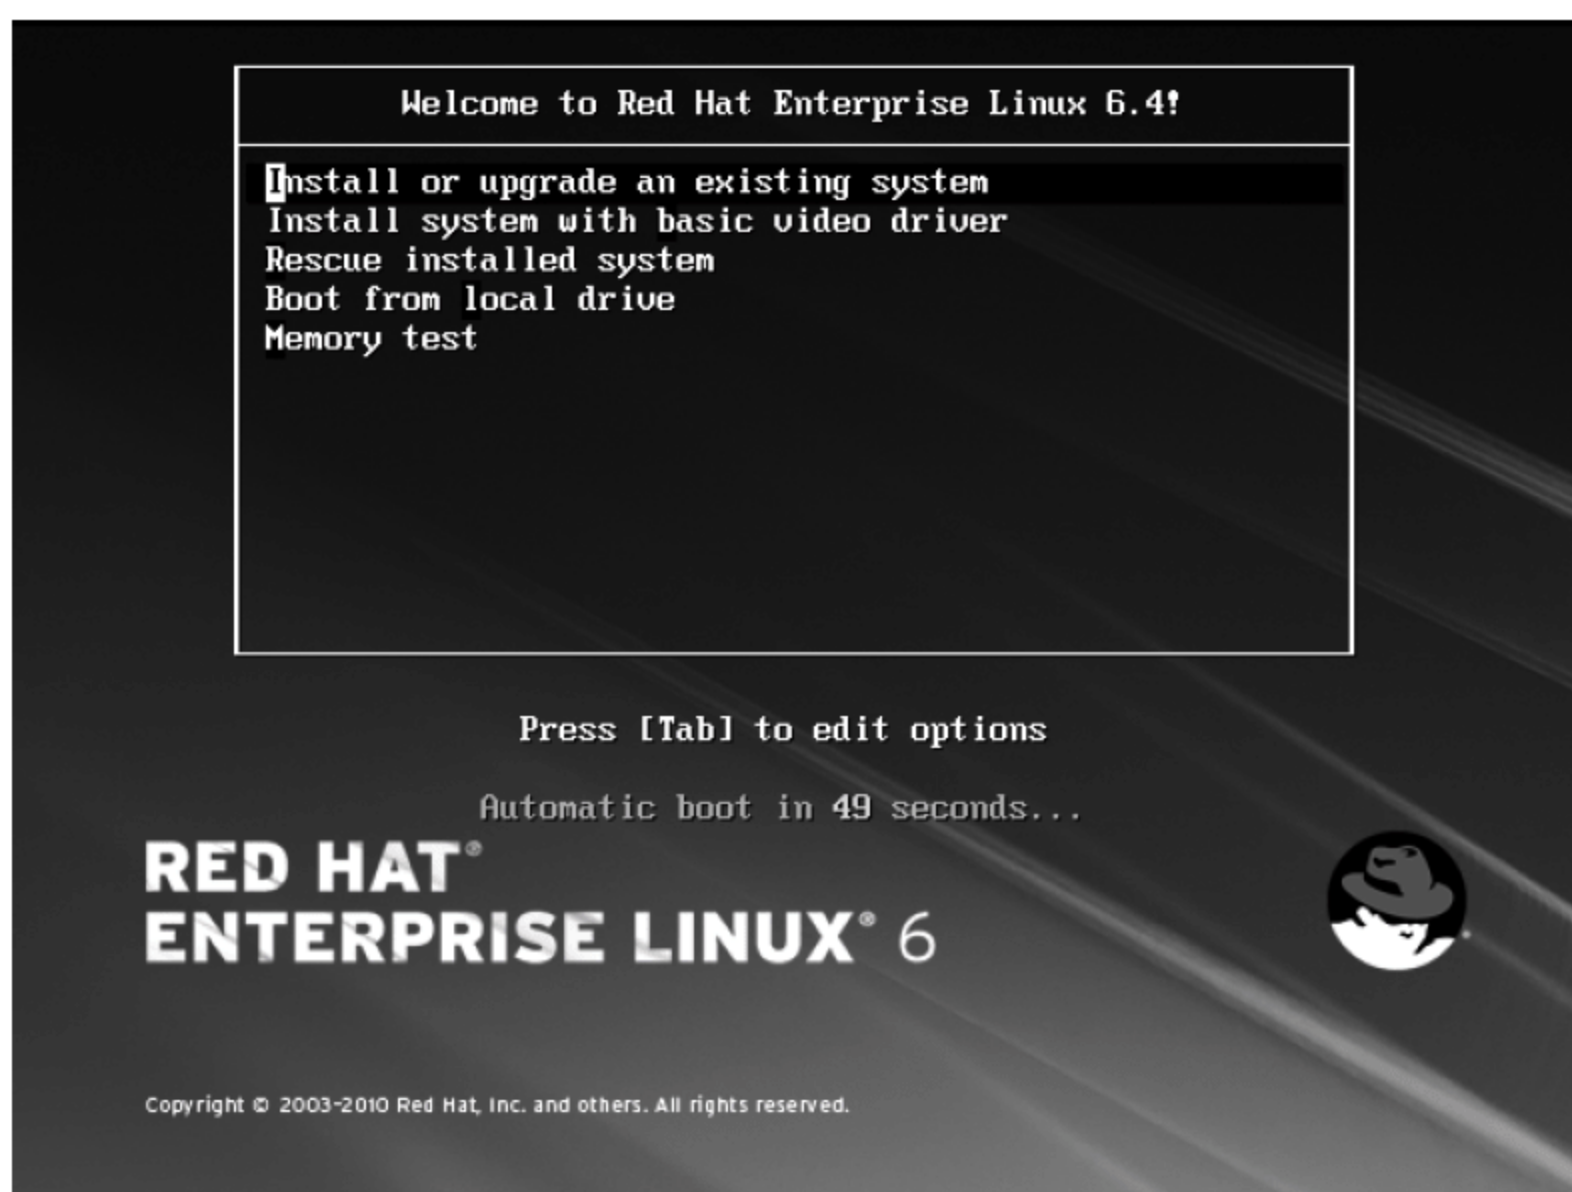 Welcome to Red Hat Enterprise Linux 6.4!
Install or upgrade an existing system
Install system with basic video driver
Rescue installed system
Boot from local drive
Memory test
Press [Tab] to edit options
Automatic boot in 49 seconds...
RED HAT®
ENTERPRISE LINUX® 6
Copyright © 2003-2010 Red Hat, Inc. and others. All rights reserved.